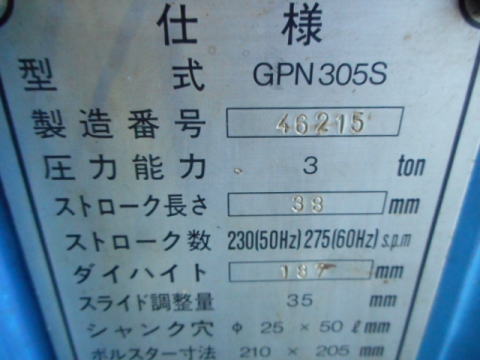 仕様
型式 GPN305S
製造番号 46215
圧力能力 3 ton
ストローク長さ 38 mm
ストローク数 230(50Hz) 275(60Hz) s.p.m
ダイハイト 187 mm
スライド調整量 35 mm
シャンク穴 φ 25 × 50 ℓ mm
ボルスター寸法 210 × 205 mm